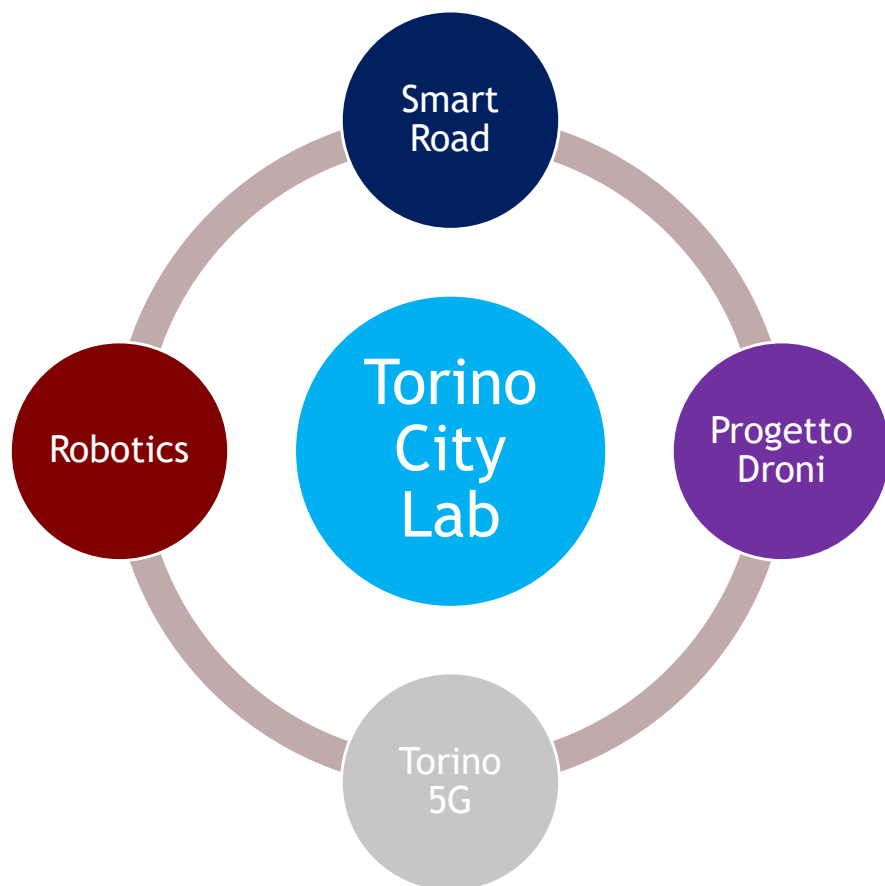 Smart
Road
Robotics
Torino
City
Lab
Progetto
Droni
Torino
5G